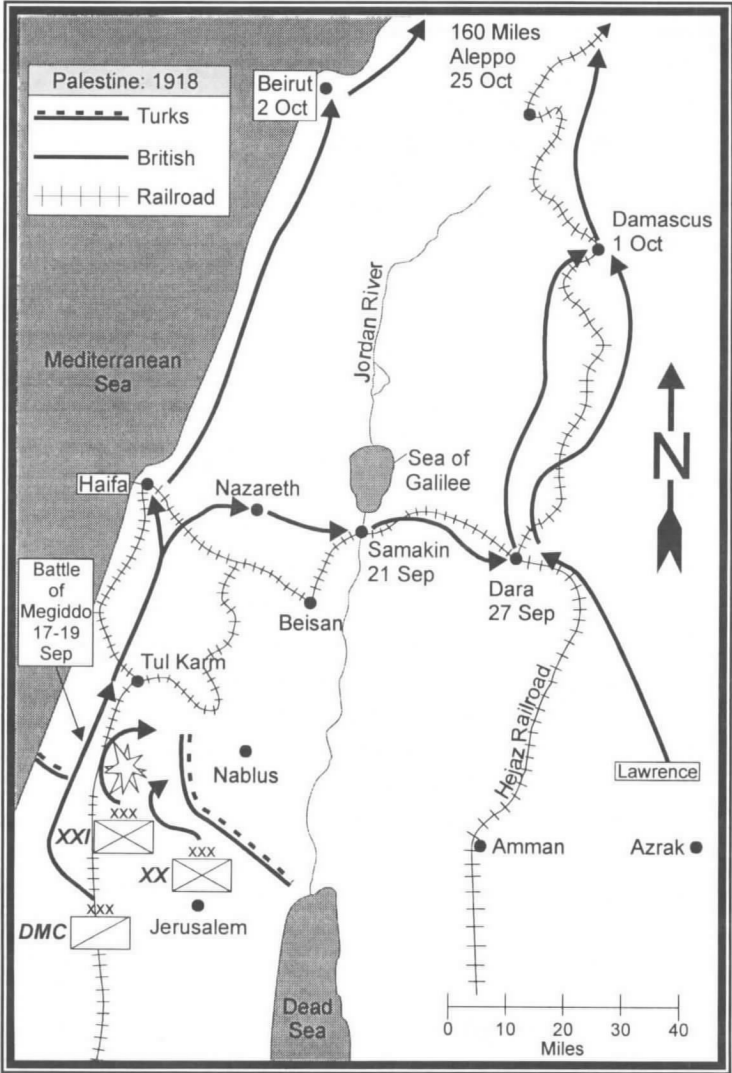 160 Miles
Aleppo
25 Oct
Palestine: 1918
Turks
British
Railroad
Beirut
2 Oct
Damascus
1 Oct
Jordan River
Mediterranean
Sea
N
Haifa
Nazareth
Sea of
Galilee
Samakin
21 Sep
Dara
27 Sep
Battle
of
Megiddo
17-19
Sep
Beisan
Tul Karm
Hejaz Railroad
Nablus
Lawrence
XXX
XXI
XXX
XX
Amman
Azrak
XXX
DMC
Jerusalem
Dead
Sea
0 10 20 30 40
Miles